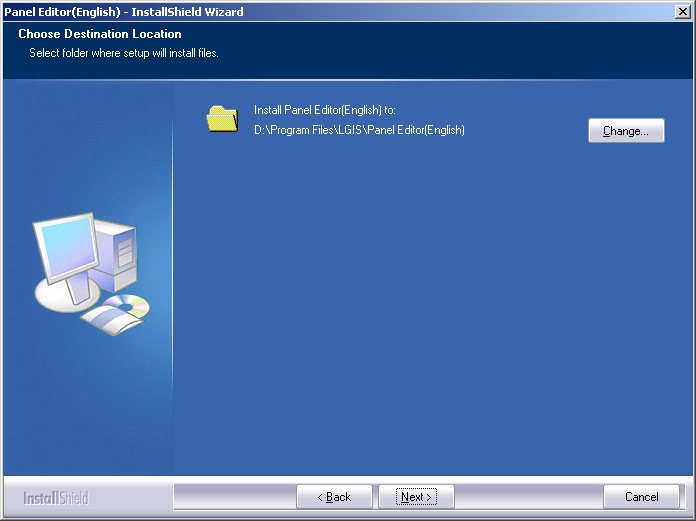 Panel Editor(English) - InstallShield Wizard
Choose Destination Location
Select folder where setup will install files.
Install Panel Editor(English) to:
D:\Program Files\LGIS\Panel Editor(English)
Change...
InstallShield
< Back
Next >
Cancel